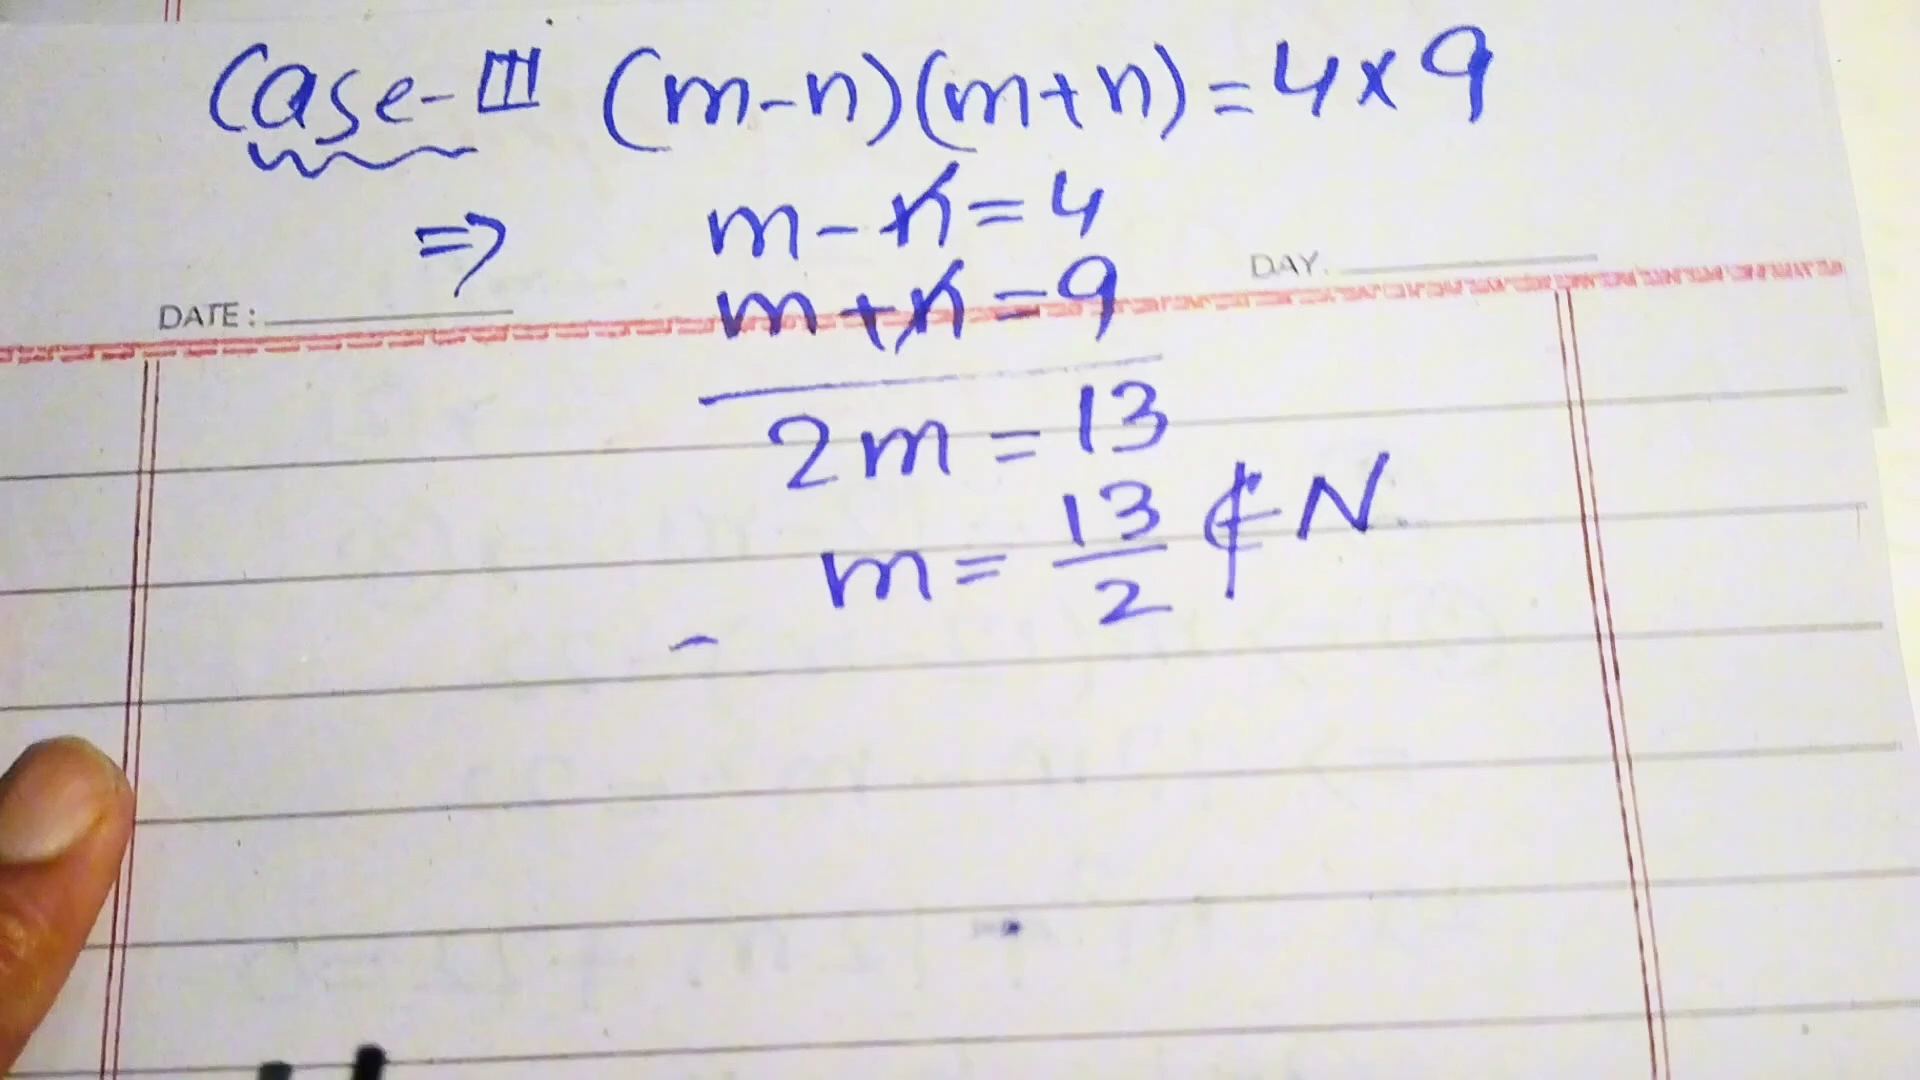 Case-III (m-n)(m+n)=4×9
⇒ m-n=4
DAY.
m+n=9
DATE:
2m=13
m=13/2 ∉ N